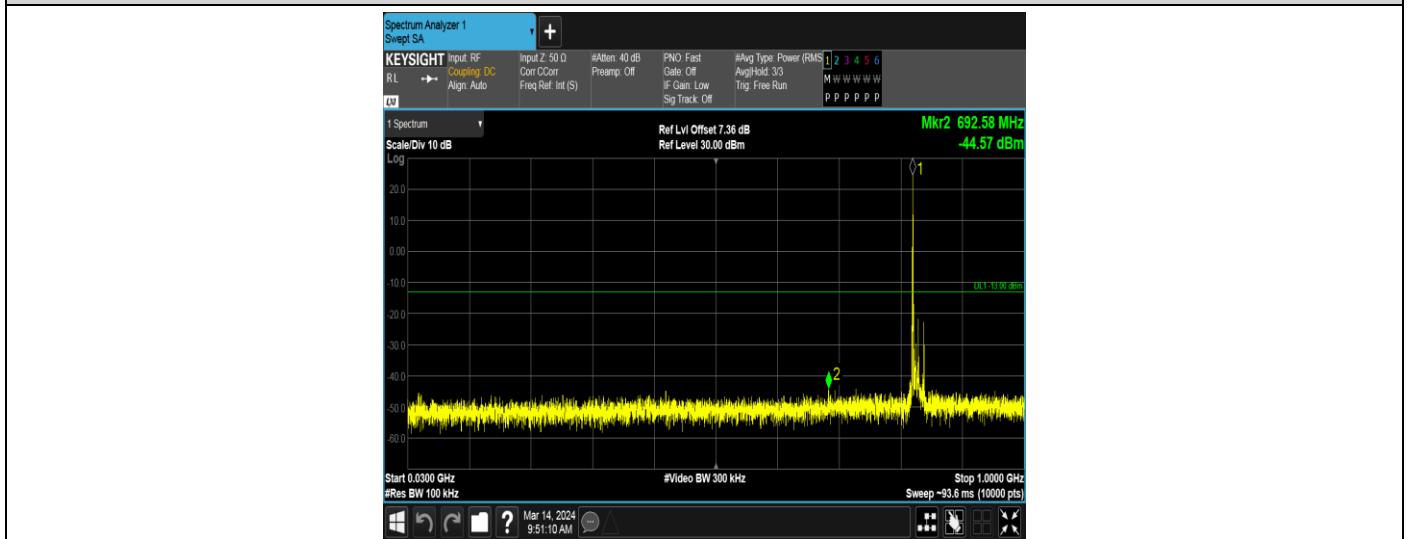 Spectrum Analyzer 1
Swept SA
+
KEYSIGHT Input: RF Input Z: 50 Ω #Atten: 40 dB PNO: Fast #Avg Type: Power (RMS 1 2 3 4 5 6
RL Coupling: DC Corr CCorr Preamp: Off Gate: Off Avg|Hold: 3/3 M W W W W W
Align: Auto Freq Ref: Int (S) IF Gain: Low Trig: Free Run P P P P P P
Sig Track: Off
1 Spectrum Ref Lvl Offset 7.36 dB Mkr2 692.58 MHz
Scale/Div 10 dB Ref Level 30.00 dBm -44.57 dBm
Log
1
20.0
10.0
0.00
-10.0
DL1 -13.00 dBm
-20.0
-30.0
-40.0
2
-50.0
-60.0
Start 0.0300 GHz #Video BW 300 kHz Stop 1.0000 GHz
#Res BW 100 kHz Sweep ~93.6 ms (10000 pts)
? Mar 14, 2024
9:51:10 AM